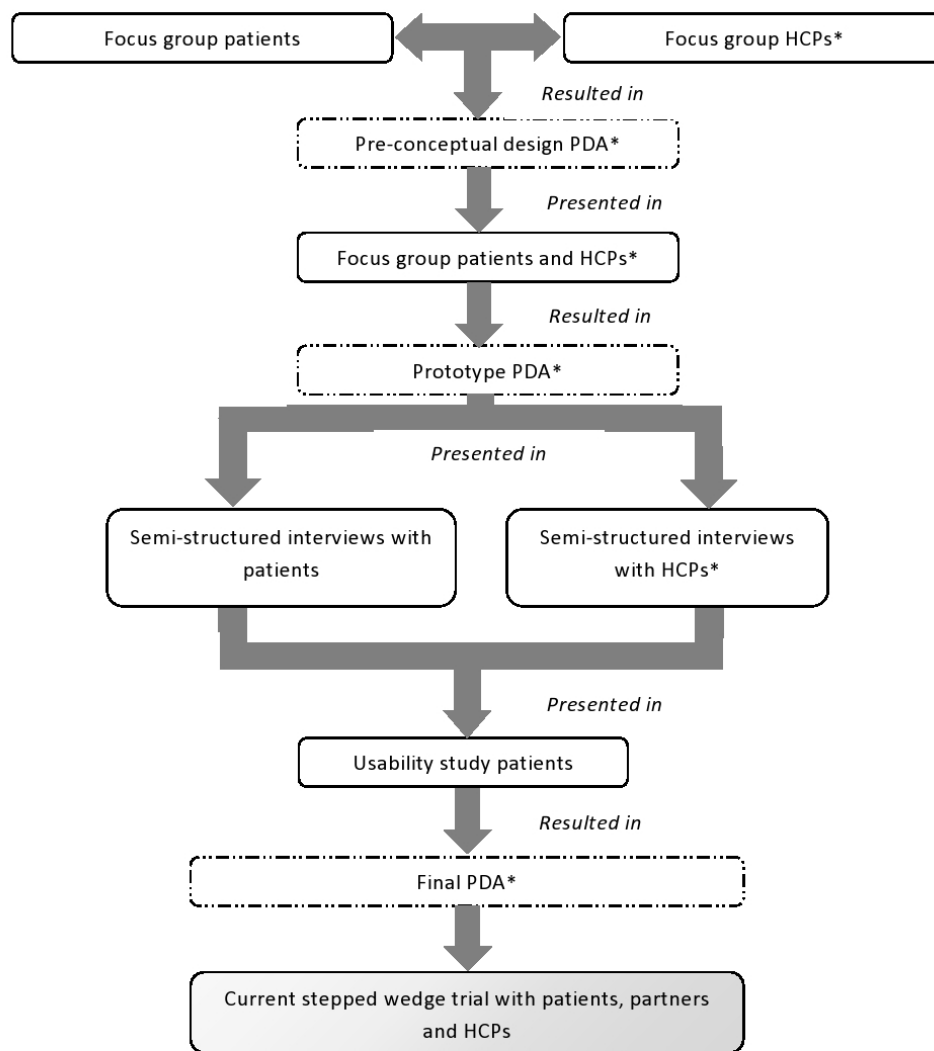 Focus group patients
Focus group HCPs*
Resulted in
Pre-conceptual design PDA*
Presented in
Focus group patients and HCPs*
Resulted in
Prototype PDA*
Presented in
Semi-structured interviews with
patients
Semi-structured interviews
with HCPs*
Presented in
Usability study patients
Resulted in
Final PDA*
Current stepped wedge trial with patients, partners
and HCPs